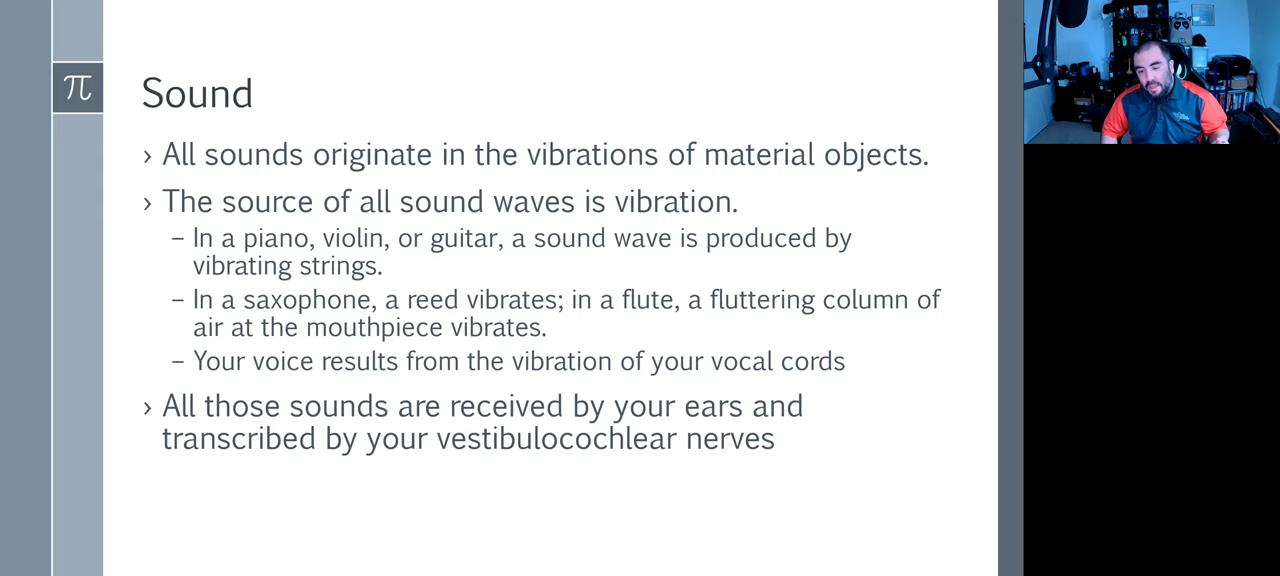 π
Sound
› All sounds originate in the vibrations of material objects.
› The source of all sound waves is vibration.
– In a piano, violin, or guitar, a sound wave is produced by
vibrating strings.
– In a saxophone, a reed vibrates; in a flute, a fluttering column of
air at the mouthpiece vibrates.
– Your voice results from the vibration of your vocal cords
› All those sounds are received by your ears and
transcribed by your vestibulocochlear nerves